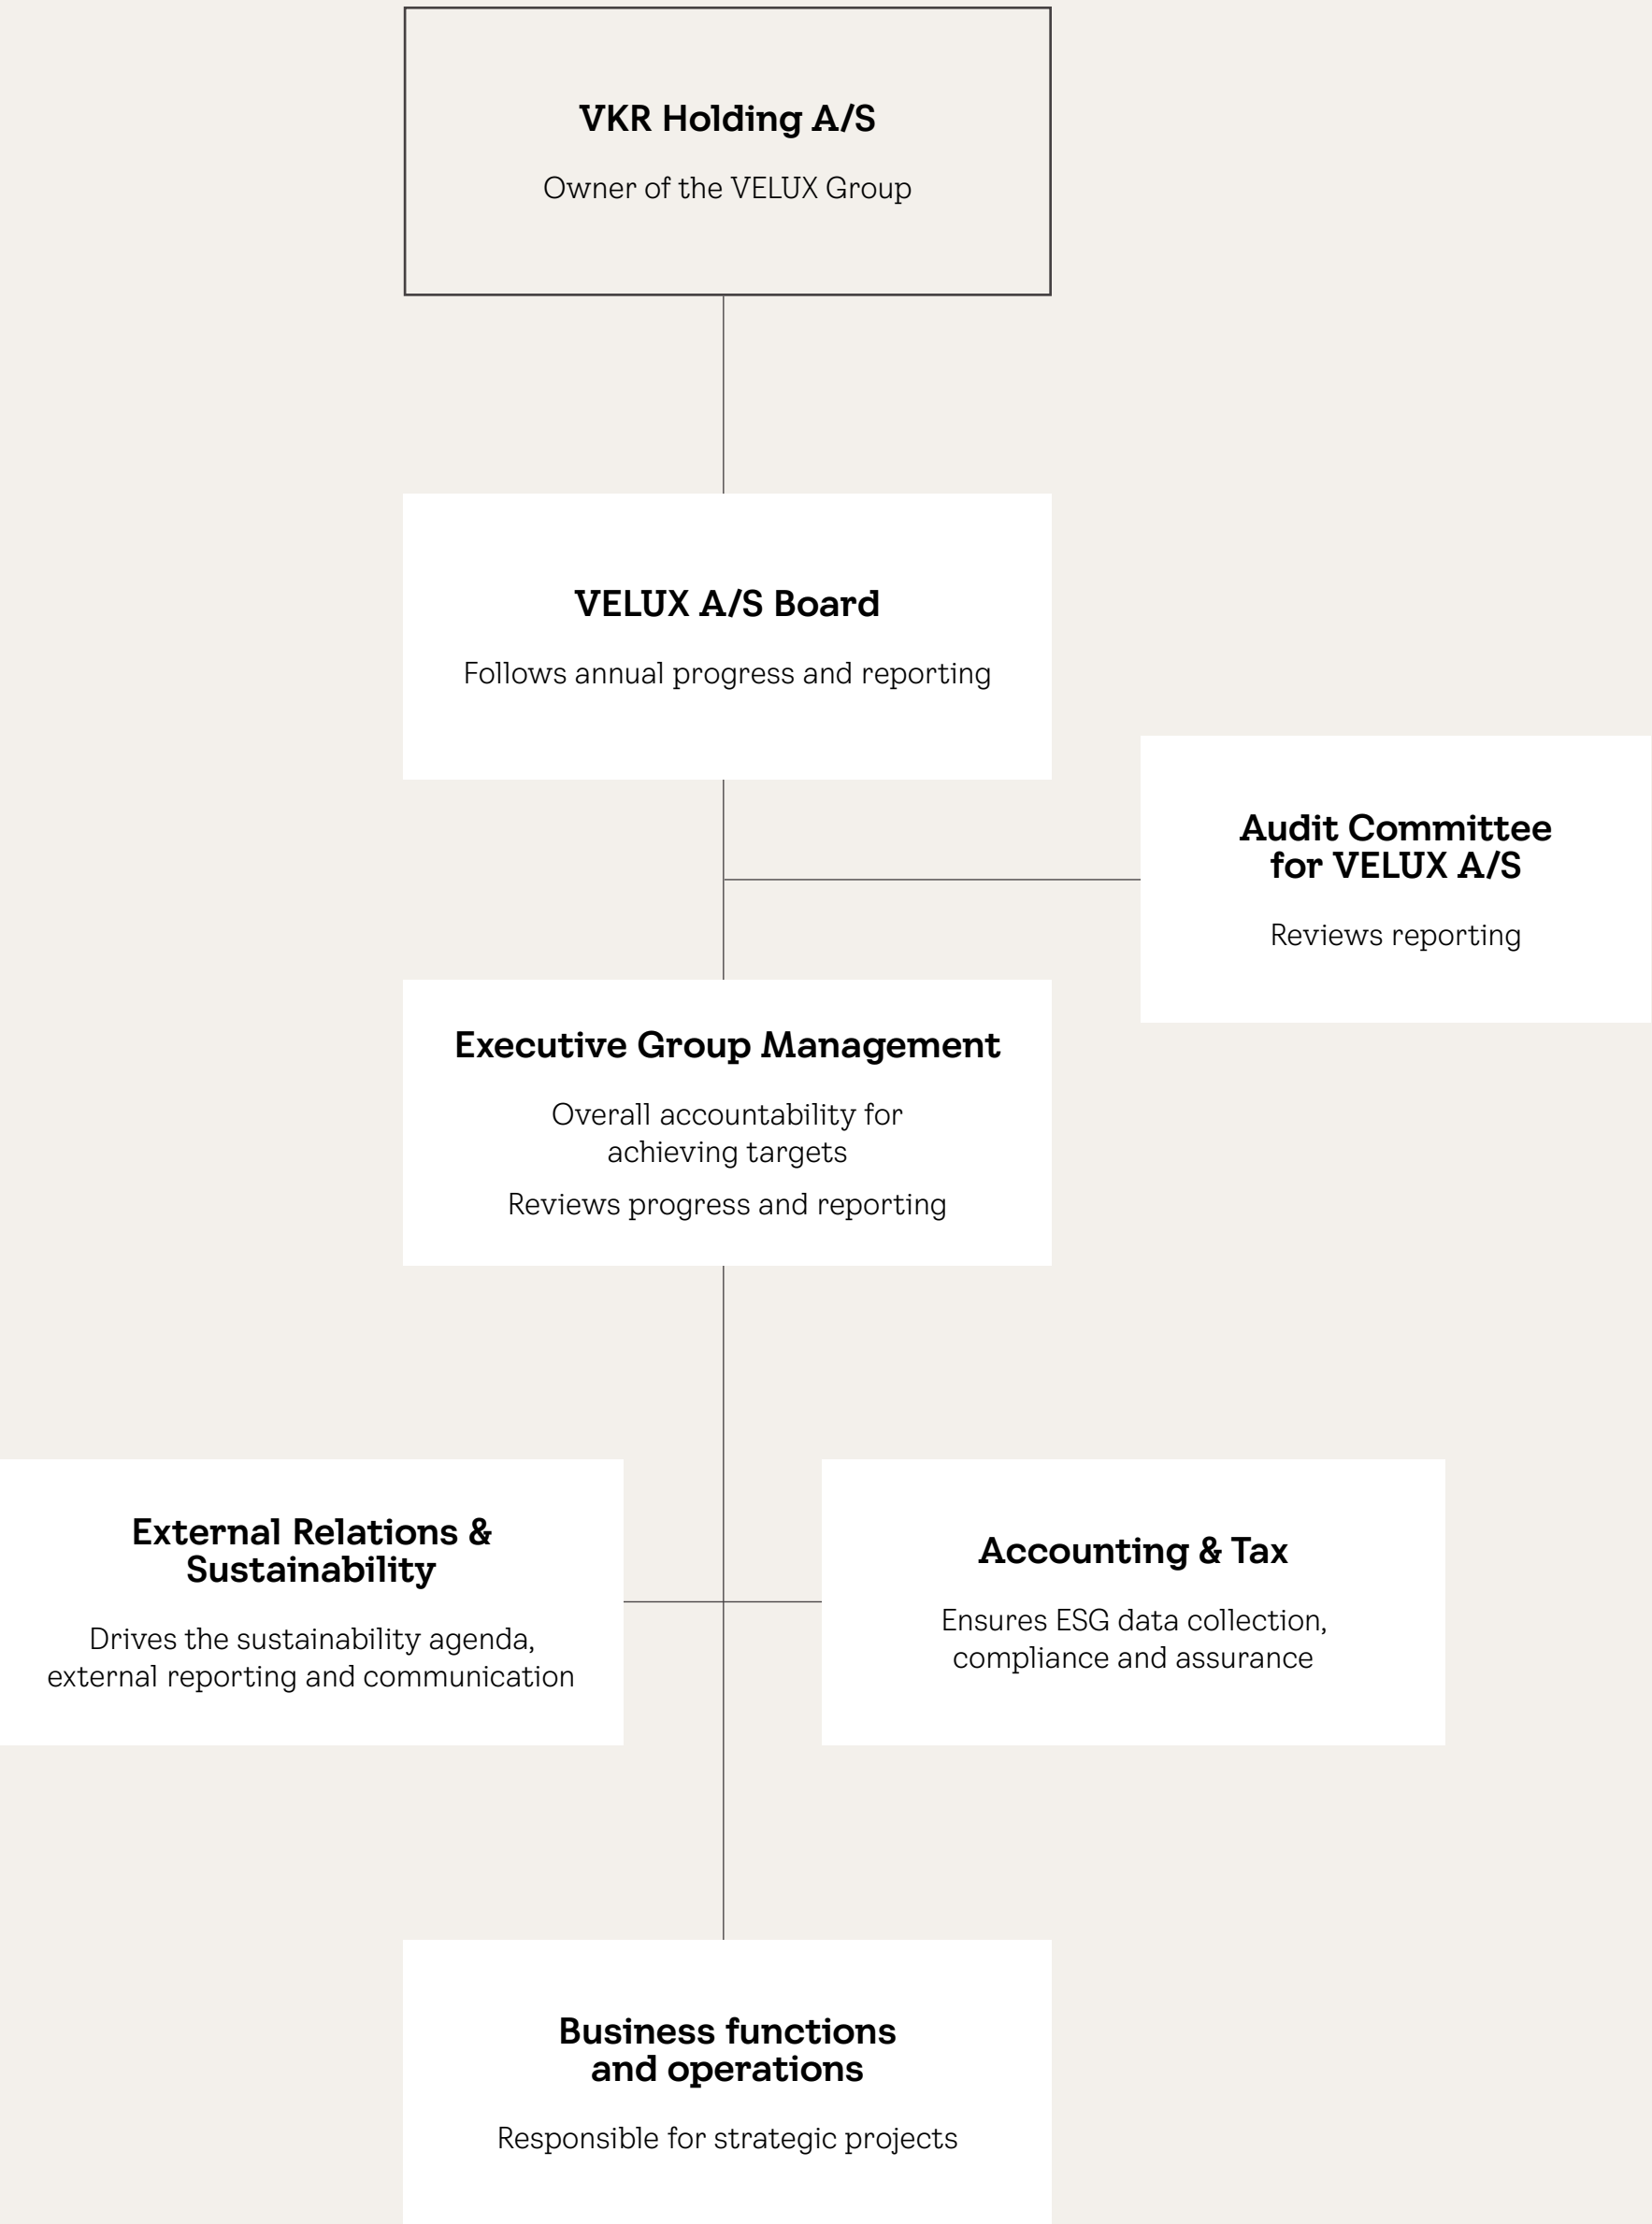 VKR Holding A/S
Owner of the VELUX Group
VELUX A/S Board
Follows annual progress and reporting
Audit Committee
for VELUX A/S
Reviews reporting
Executive Group Management
Overall accountability for
achieving targets
Reviews progress and reporting
External Relations &
Sustainability
Drives the sustainability agenda,
external reporting and communication
Accounting & Tax
Ensures ESG data collection,
compliance and assurance
Business functions
and operations
Responsible for strategic projects